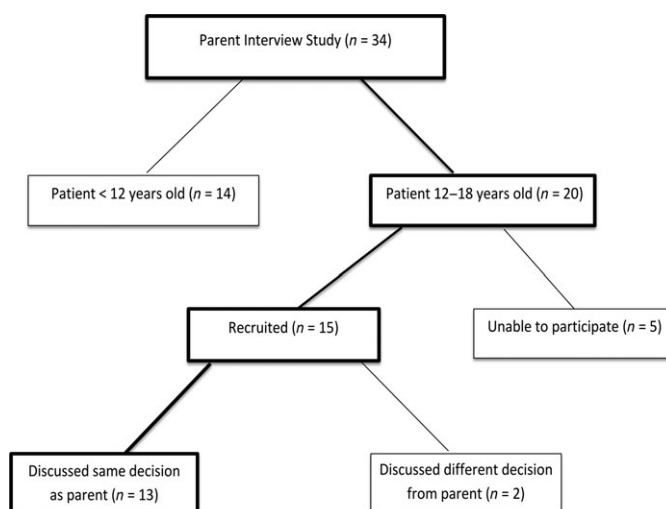 Parent Interview Study (n = 34)
Patient < 12 years old (n = 14)
Patient 12–18 years old (n = 20)
Recruited (n = 15)
Unable to participate (n = 5)
Discussed same decision
as parent (n = 13)
Discussed different decision
from parent (n = 2)